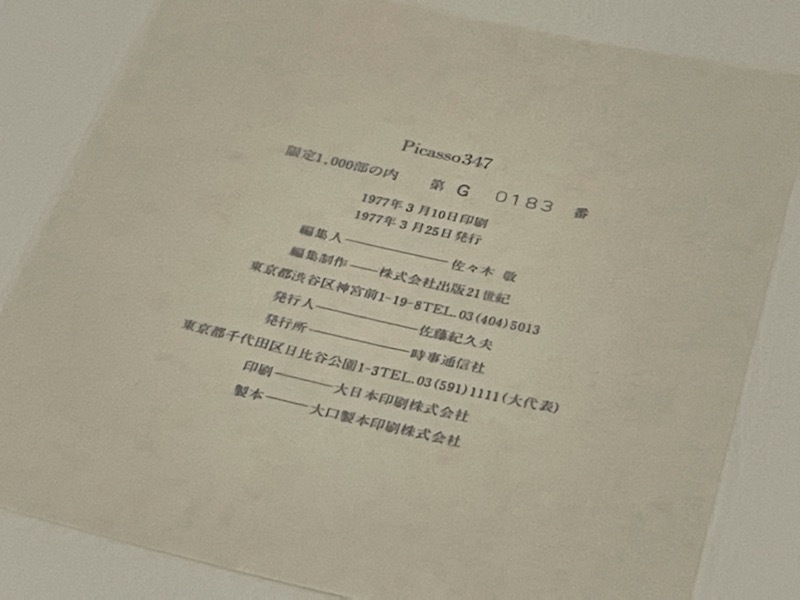 Picasso347
限定1,000部の内 第 G 0183 番
1977年3月10日印刷
1977年3月25日発行
編集人――――佐々木 敬
編集制作――株式会社出版21世紀
東京都渋谷区神宮前1-19-8TEL.03(404)5013
発行人――――佐藤紀久夫
発行所――――時事通信社
東京都千代田区日比谷公園1-3TEL.03(591)1111(大代表)
印刷――――大日本印刷株式会社
製本――――大口製本印刷株式会社